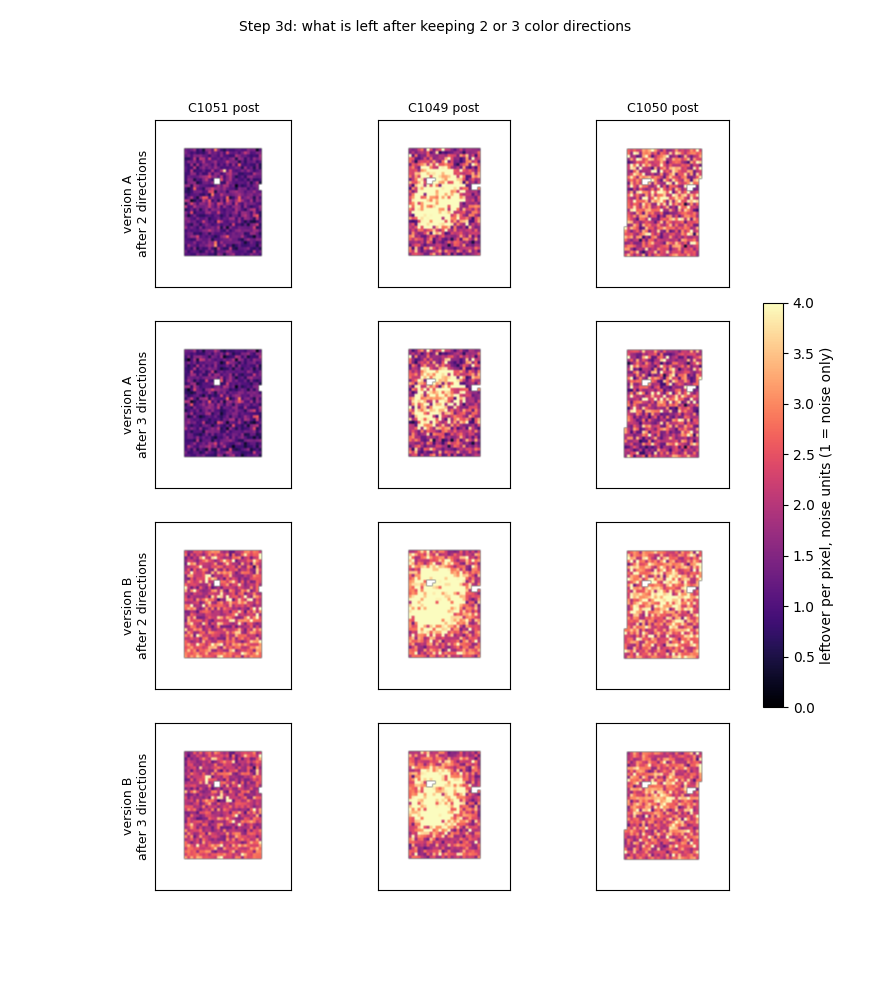 Step 3d: what is left after keeping 2 or 3 color directions
C1051 post
C1049 post
C1050 post
version A
after 2 directions
version A
after 3 directions
version B
after 2 directions
version B
after 3 directions
4.0
3.5
3.0
2.5
2.0
1.5
1.0
0.5
0.0
leftover per pixel, noise units (1 = noise only)